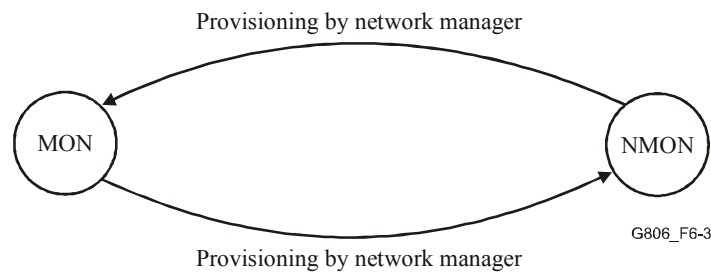 Provisioning by network manager
MON
NMON
G806_F6-3
Provisioning by network manager